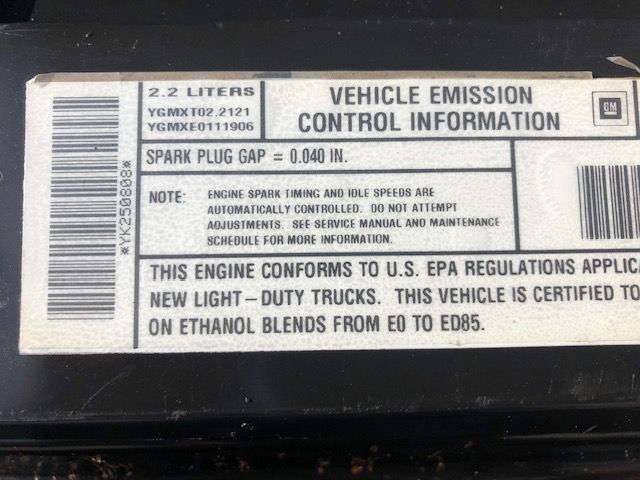 2.2 LITERS
YGMXT02.2121
YGMXE0111906
VEHICLE EMISSION
CONTROL INFORMATION
GM
SPARK PLUG GAP = 0.040 IN.
NOTE: ENGINE SPARK TIMING AND IDLE SPEEDS ARE
AUTOMATICALLY CONTROLLED. DO NOT ATTEMPT
ADJUSTMENTS. SEE SERVICE MANUAL AND MAINTENANCE
SCHEDULE FOR MORE INFORMATION.
*YK250808*
THIS ENGINE CONFORMS TO U.S. EPA REGULATIONS APPLICA
NEW LIGHT-DUTY TRUCKS. THIS VEHICLE IS CERTIFIED TO
ON ETHANOL BLENDS FROM E0 TO ED85.